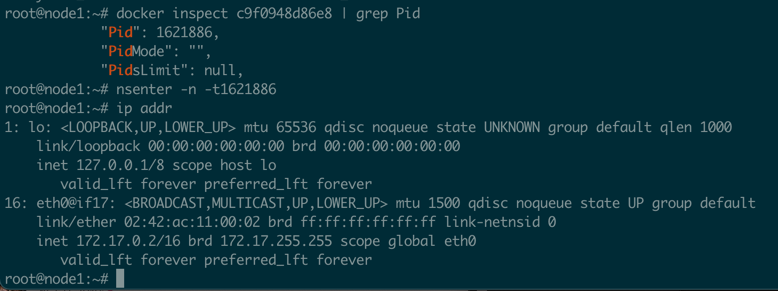 root@node1:~# docker inspect c9f0948d86e8 | grep Pid
            "Pid": 1621886,
            "PidMode": "",
            "PidsLimit": null,
root@node1:~# nsenter -n -t1621886
root@node1:~# ip addr
1: lo: <LOOPBACK,UP,LOWER_UP> mtu 65536 qdisc noqueue state UNKNOWN group default qlen 1000
    link/loopback 00:00:00:00:00:00 brd 00:00:00:00:00:00
    inet 127.0.0.1/8 scope host lo
       valid_lft forever preferred_lft forever
16: eth0@if17: <BROADCAST,MULTICAST,UP,LOWER_UP> mtu 1500 qdisc noqueue state UP group default
    link/ether 02:42:ac:11:00:02 brd ff:ff:ff:ff:ff:ff link-netnsid 0
    inet 172.17.0.2/16 brd 172.17.255.255 scope global eth0
       valid_lft forever preferred_lft forever
root@node1:~#